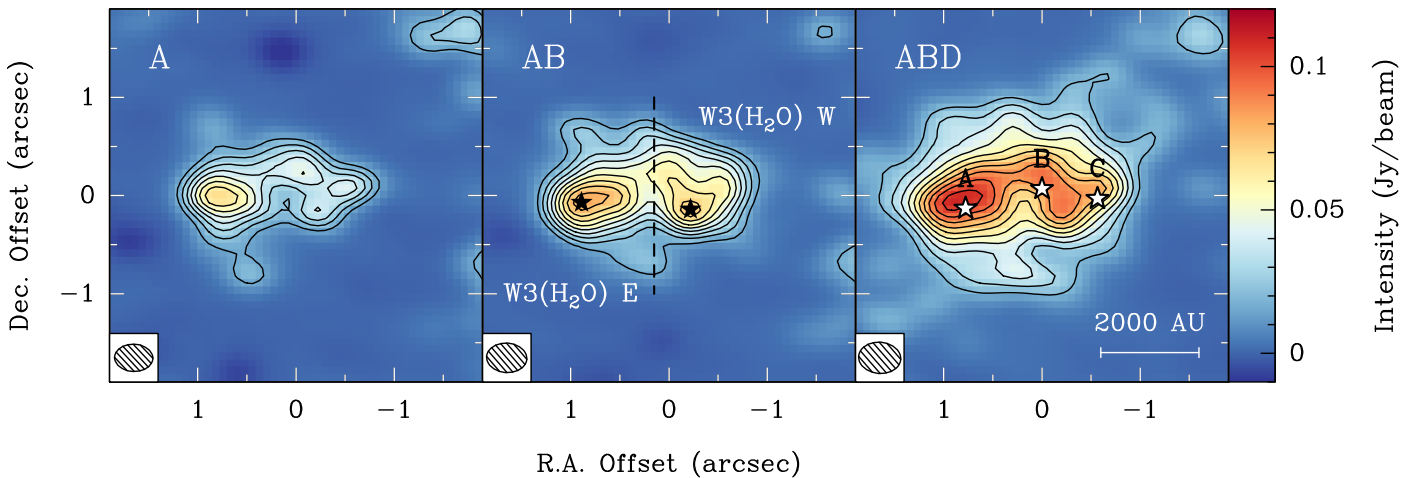 A
AB
ABD
W3(H₂O) W
W3(H₂O) E
A
B
C
2000 AU
Dec. Offset (arcsec)
1
0
−1
1 0 −1
1 0 −1
1 0 −1
R.A. Offset (arcsec)
0.1
0.05
0
Intensity (Jy/beam)